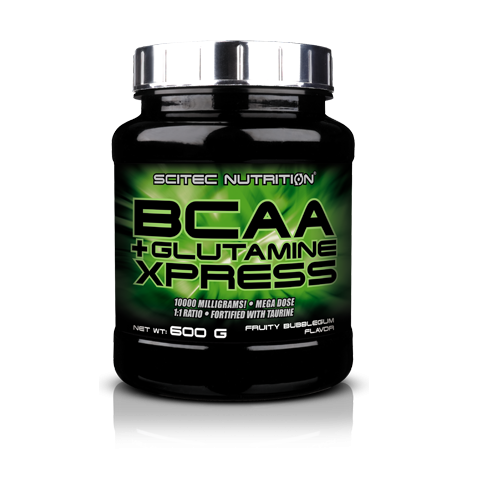 SCITEC NUTRITION
BCAA
+GLUTAMINE
XPRESS
10000 MILLIGRAMS! • MEGA DOSE
1:1 RATIO • FORTIFIED WITH TAURINE
NET WT: 600 G FRUITY BUBBLEGUM
FLAVOR